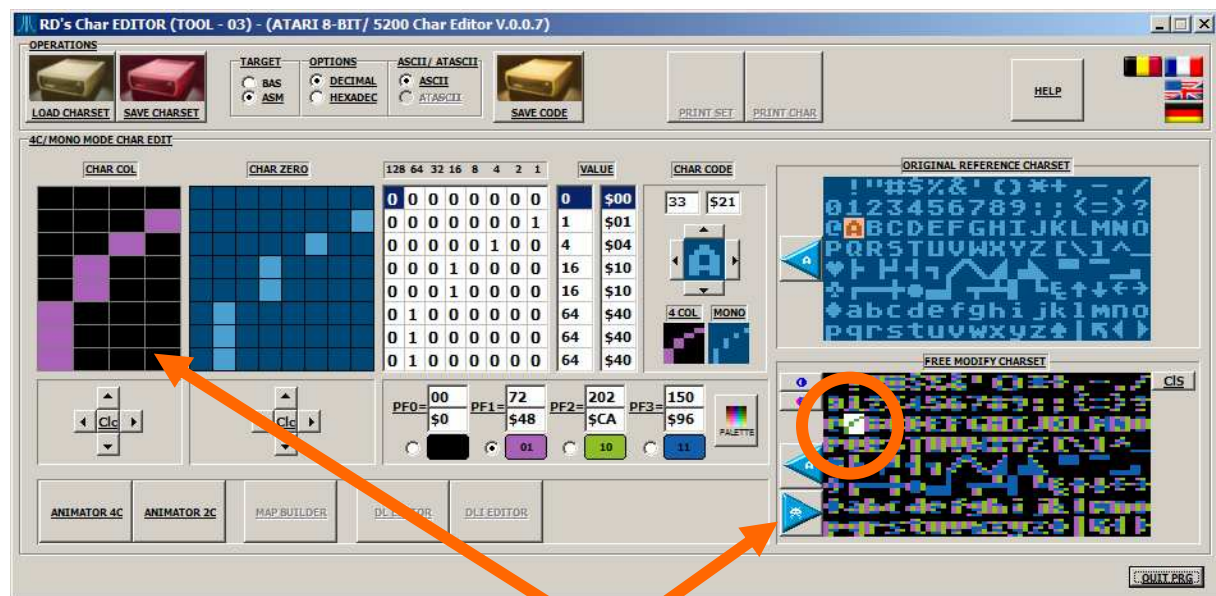 RD's Char EDITOR (TOOL - 03) - (ATARI 8-BIT/ 5200 Char Editor V.0.0.7)
OPERATIONS
LOAD CHARSET SAVE CHARSET
TARGET
BAS
ASM
OPTIONS
DECIMAL
HEXADEC
ASCII/ ATASCII
ASCII
ATASCII
SAVE CODE
PRINT SET PRINT CHAR
HELP
4C/MONO MODE CHAR EDIT
CHAR COL
CHAR ZERO
128 64 32 16 8 4 2 1
VALUE
0 0 0 0 0 0 0 0 0 $00
0 0 0 0 0 0 0 1 1 $01
0 0 0 0 0 1 0 0 4 $04
0 0 0 1 0 0 0 0 16 $10
0 0 0 1 0 0 0 0 16 $10
0 1 0 0 0 0 0 0 64 $40
0 1 0 0 0 0 0 0 64 $40
0 1 0 0 0 0 0 0 64 $40
CHAR CODE
33 $21
A
4 COL MONO
ORIGINAL REFERENCE CHARSET
!"#$%&'()*+,-./
0123456789:;<=>?
@ABCDEFGHIJKLMNO
PQRSTUVWXYZ[\]^_
abcdefghijklmno
pqrstuvwxyz
A
FREE MODIFY CHARSET
ClS
A
Clc
Clc
PF0= 00 $0
PF1= 72 $48 01
PF2= 202 $CA 10
PF3= 150 $96 11
PALETTE
ANIMATOR 4C ANIMATOR 2C MAP BUILDER DL EDITOR DLI EDITOR
QUIT PRG